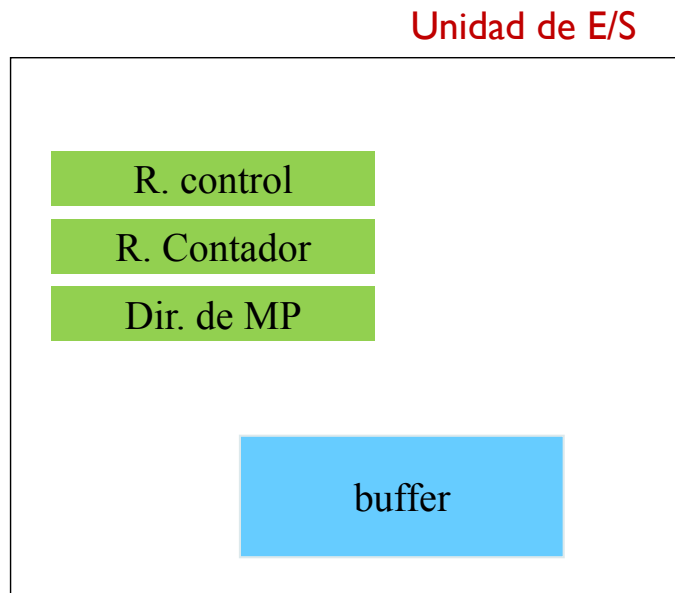 Unidad de E/S
R. control
R. Contador
Dir. de MP
buffer